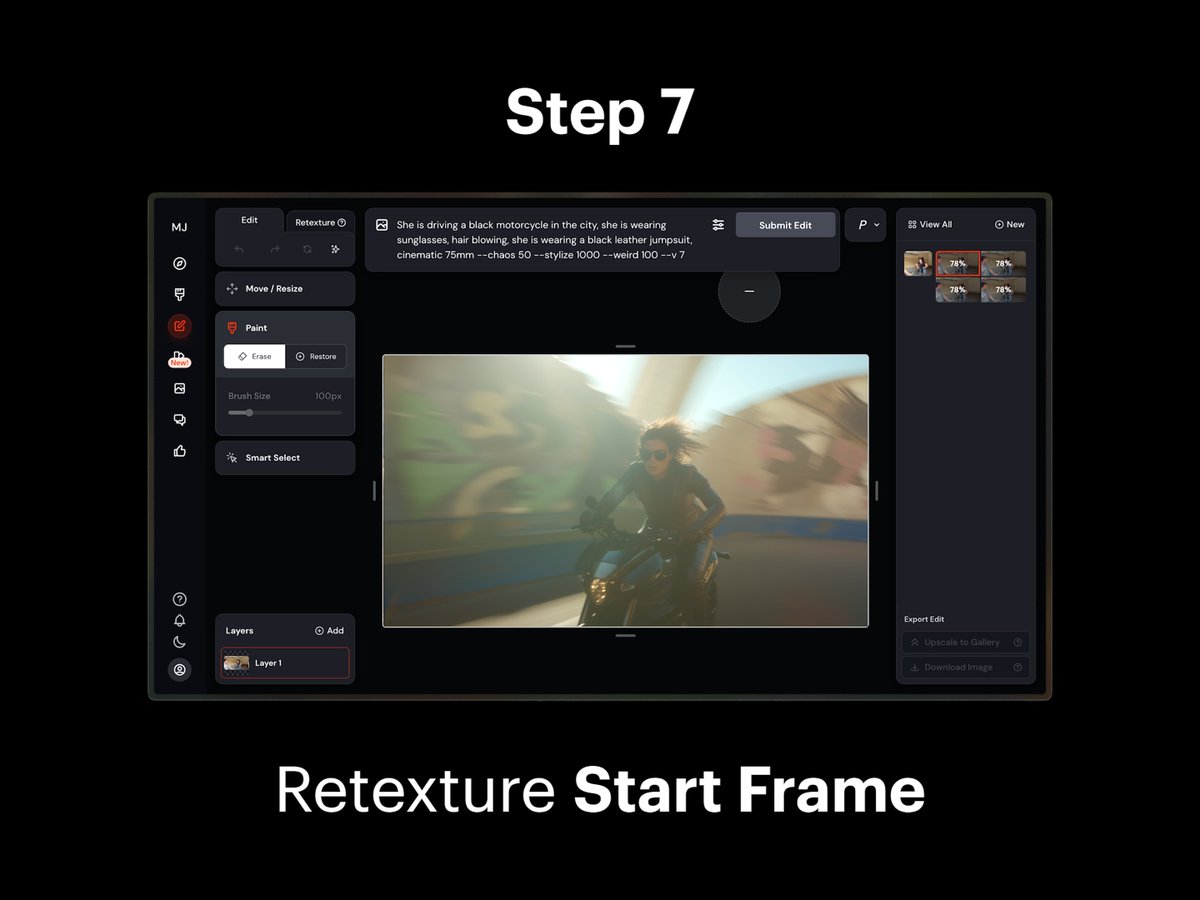 Step 7
MJ
New!
Edit
Retexture
Move / Resize
Paint
Erase
Restore
Brush Size 100px
Smart Select
Layers
Add
Layer 1
She is driving a black motorcycle in the city, she is wearing
sunglasses, hair blowing, she is wearing a black leather jumpsuit,
cinematic 75mm --chaos 50 --stylize 1000 --weird 100 --v 7
Submit Edit
P
View All
New
78% 78%
78% 78%
Export Edit
Upscale to Gallery
Download Image
Retexture Start Frame